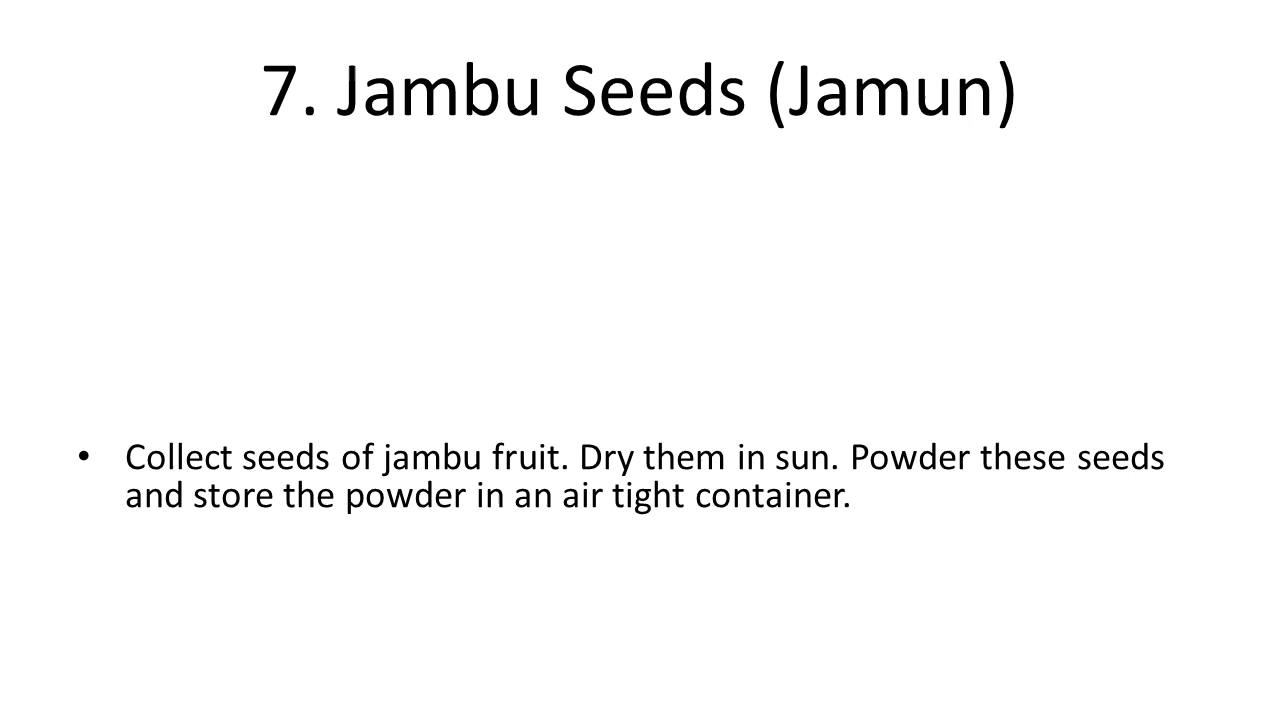 7. Jambu Seeds (Jamun)
• Collect seeds of jambu fruit. Dry them in sun. Powder these seeds
and store the powder in an air tight container.